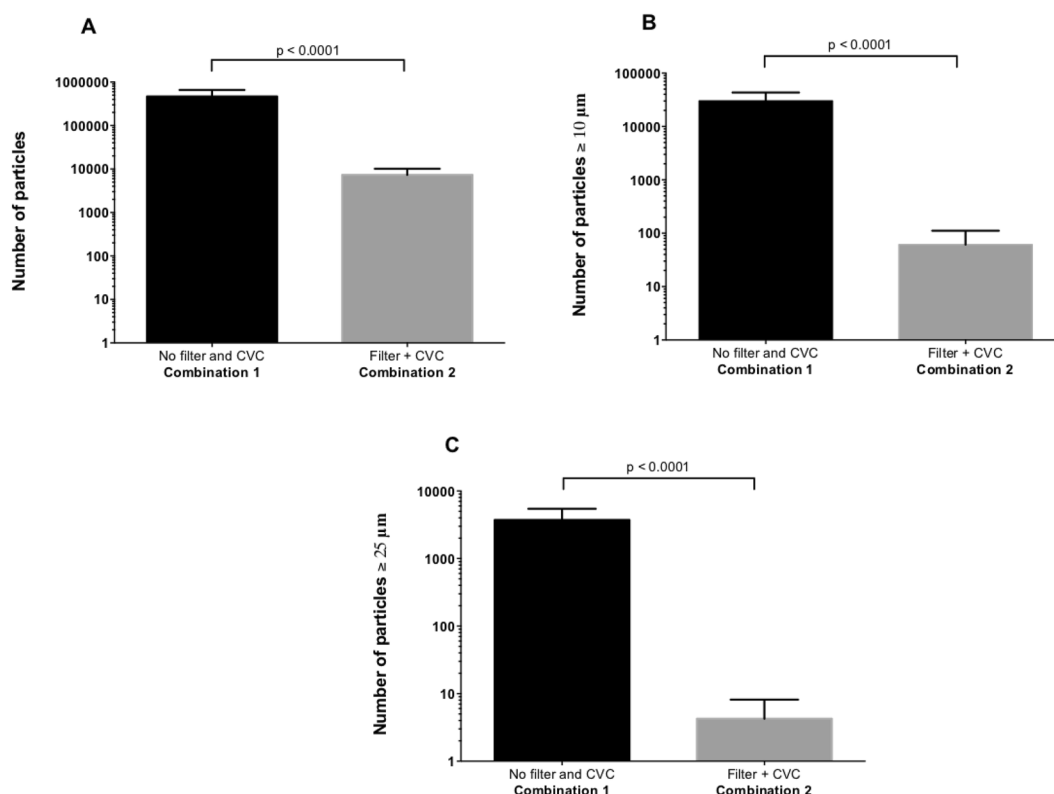 A
p < 0.0001
Number of particles
1000000
100000
10000
1000
100
10
1
No filter and CVC
Combination 1
Filter + CVC
Combination 2
B
p < 0.0001
Number of particles ≥ 10 µm
100000
10000
1000
100
10
1
No filter and CVC
Combination 1
Filter + CVC
Combination 2
C
p < 0.0001
Number of particles ≥ 25 µm
10000
1000
100
10
1
No filter and CVC
Combination 1
Filter + CVC
Combination 2